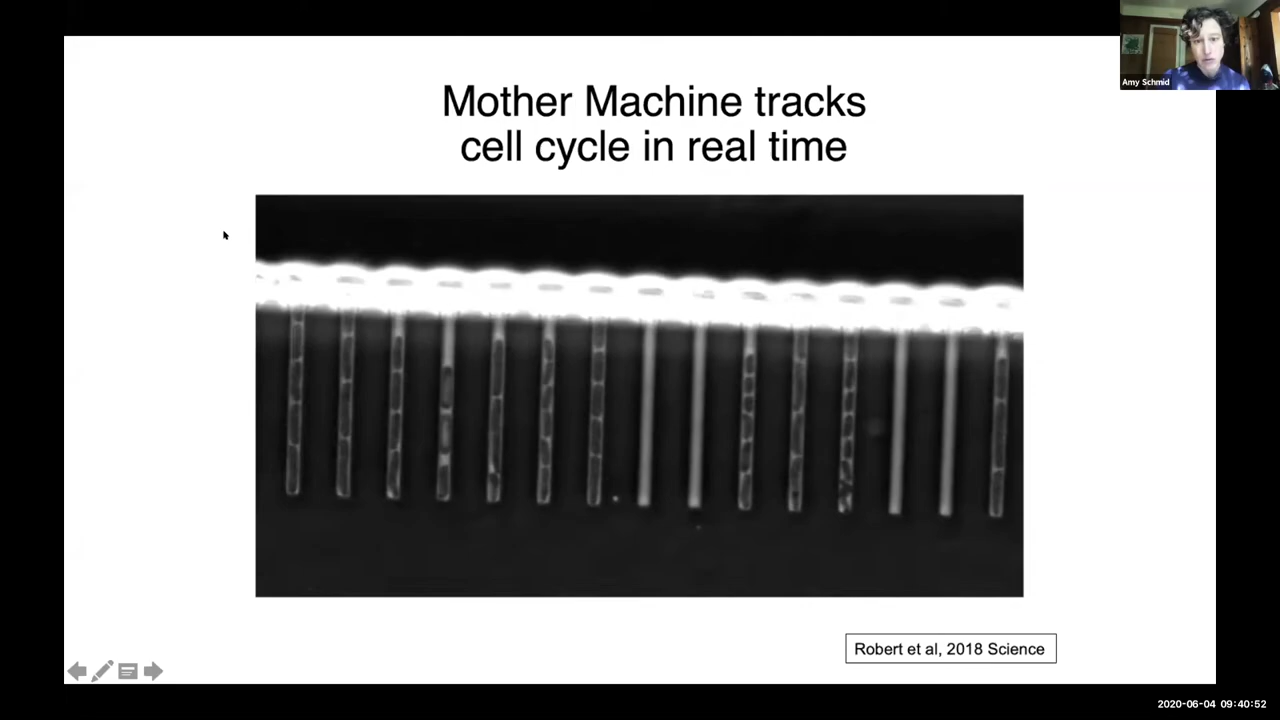 Amy Schmid
Mother Machine tracks
cell cycle in real time
Robert et al, 2018 Science
2020-06-04 09:40:52